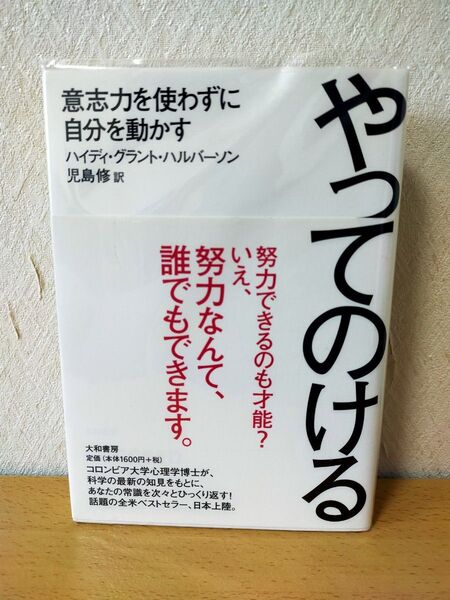 やってのける
意志力を使わずに
自分を動かす
ハイディ・グラント・ハルバーソン
児島修 訳
努力できるのも才能?
いえ、
努力なんて、
誰でもできます。
大和書房
定価(本体1600円+税)
コロンビア大学心理学博士が、
科学の最新の知見をもとに、
あなたの常識を次々とひっくり返す!
話題の全米ベストセラー、日本上陸。